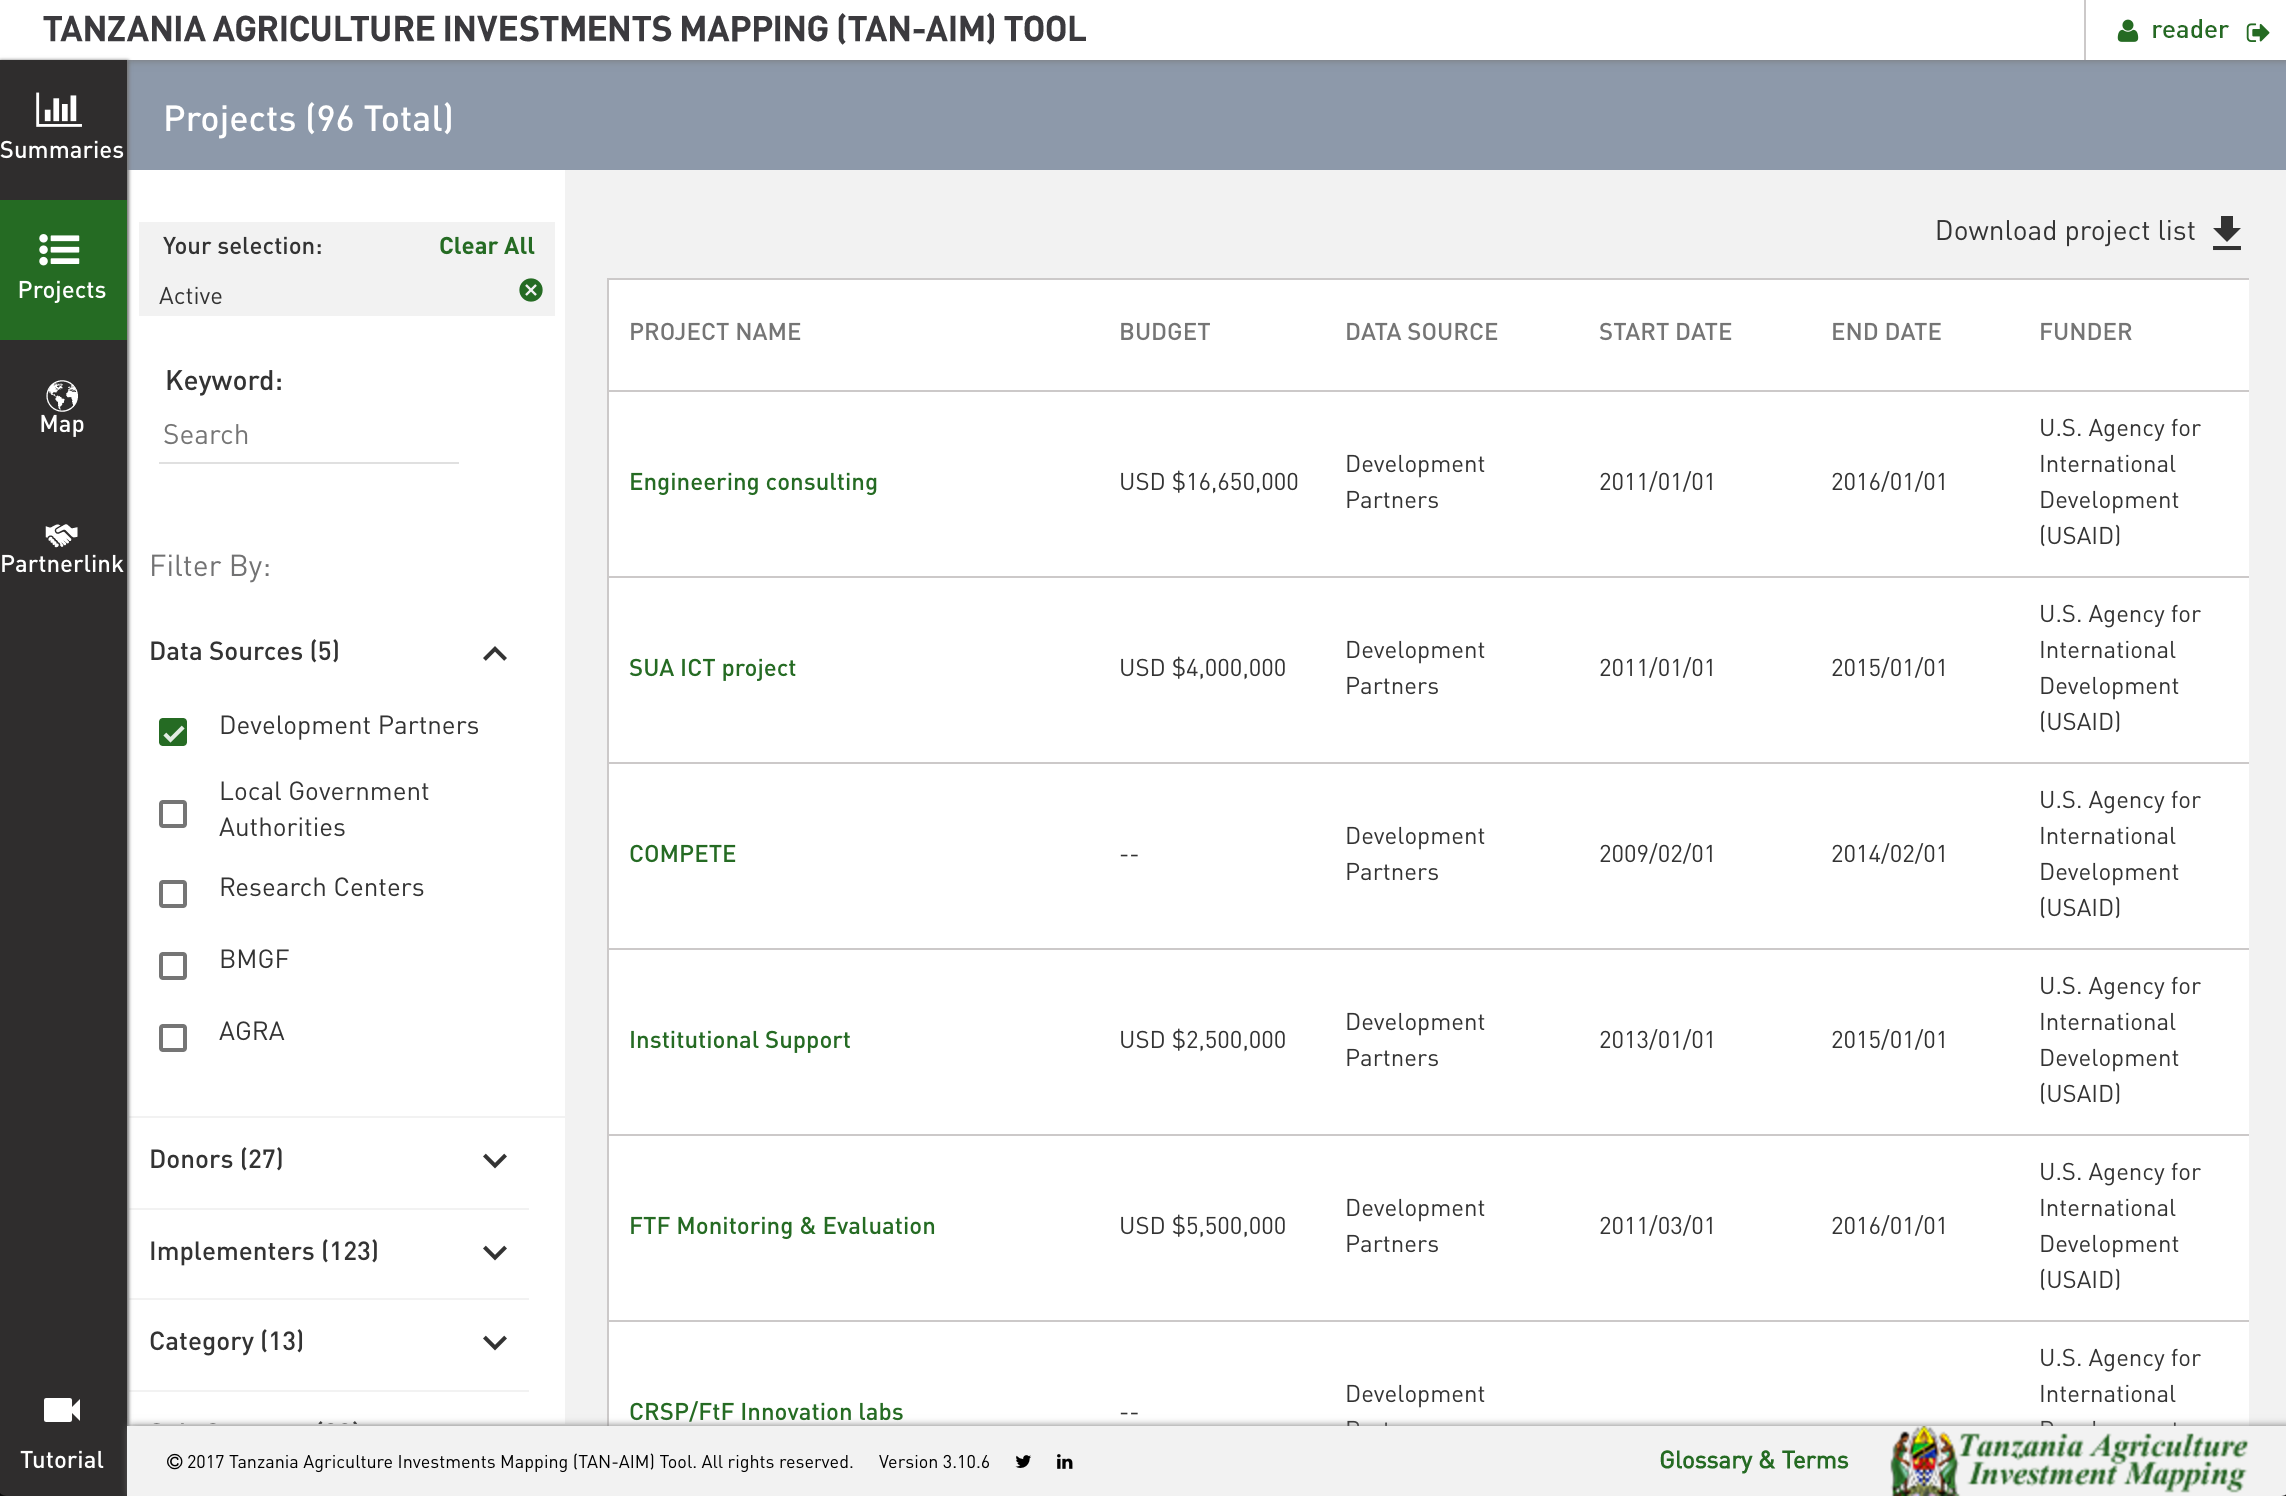 TANZANIA AGRICULTURE INVESTMENTS MAPPING (TAN-AIM) TOOL
reader
Summaries
Projects
Map
Partnerlink
Tutorial
Projects (96 Total)
Your selection:
Clear All
Active
Keyword:
Search
Filter By:
Data Sources (5)
Development Partners
Local Government
Authorities
Research Centers
BMGF
AGRA
Donors (27)
Implementers (123)
Category (13)
Download project list
PROJECT NAME BUDGET DATA SOURCE START DATE END DATE FUNDER
Engineering consulting USD $16,650,000 Development Partners 2011/01/01 2016/01/01 U.S. Agency for International Development (USAID)
SUA ICT project USD $4,000,000 Development Partners 2011/01/01 2015/01/01 U.S. Agency for International Development (USAID)
COMPETE -- Development Partners 2009/02/01 2014/02/01 U.S. Agency for International Development (USAID)
Institutional Support USD $2,500,000 Development Partners 2013/01/01 2015/01/01 U.S. Agency for International Development (USAID)
FTF Monitoring & Evaluation USD $5,500,000 Development Partners 2011/03/01 2016/01/01 U.S. Agency for International Development (USAID)
CRSP/FtF Innovation labs -- Development U.S. Agency for International
© 2017 Tanzania Agriculture Investments Mapping (TAN-AIM) Tool. All rights reserved. Version 3.10.6
Glossary & Terms
Tanzania Agriculture
Investment Mapping